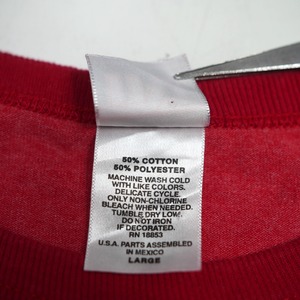 50% COTTON
50% POLYESTER
MACHINE WASH COLD
WITH LIKE COLORS.
DELICATE CYCLE.
ONLY NON-CHLORINE
BLEACH WHEN NEEDED.
TUMBLE DRY LOW.
DO NOT IRON
IF DECORATED.
RN 18853
U.S.A. PARTS ASSEMBLED
IN MEXICO
LARGE